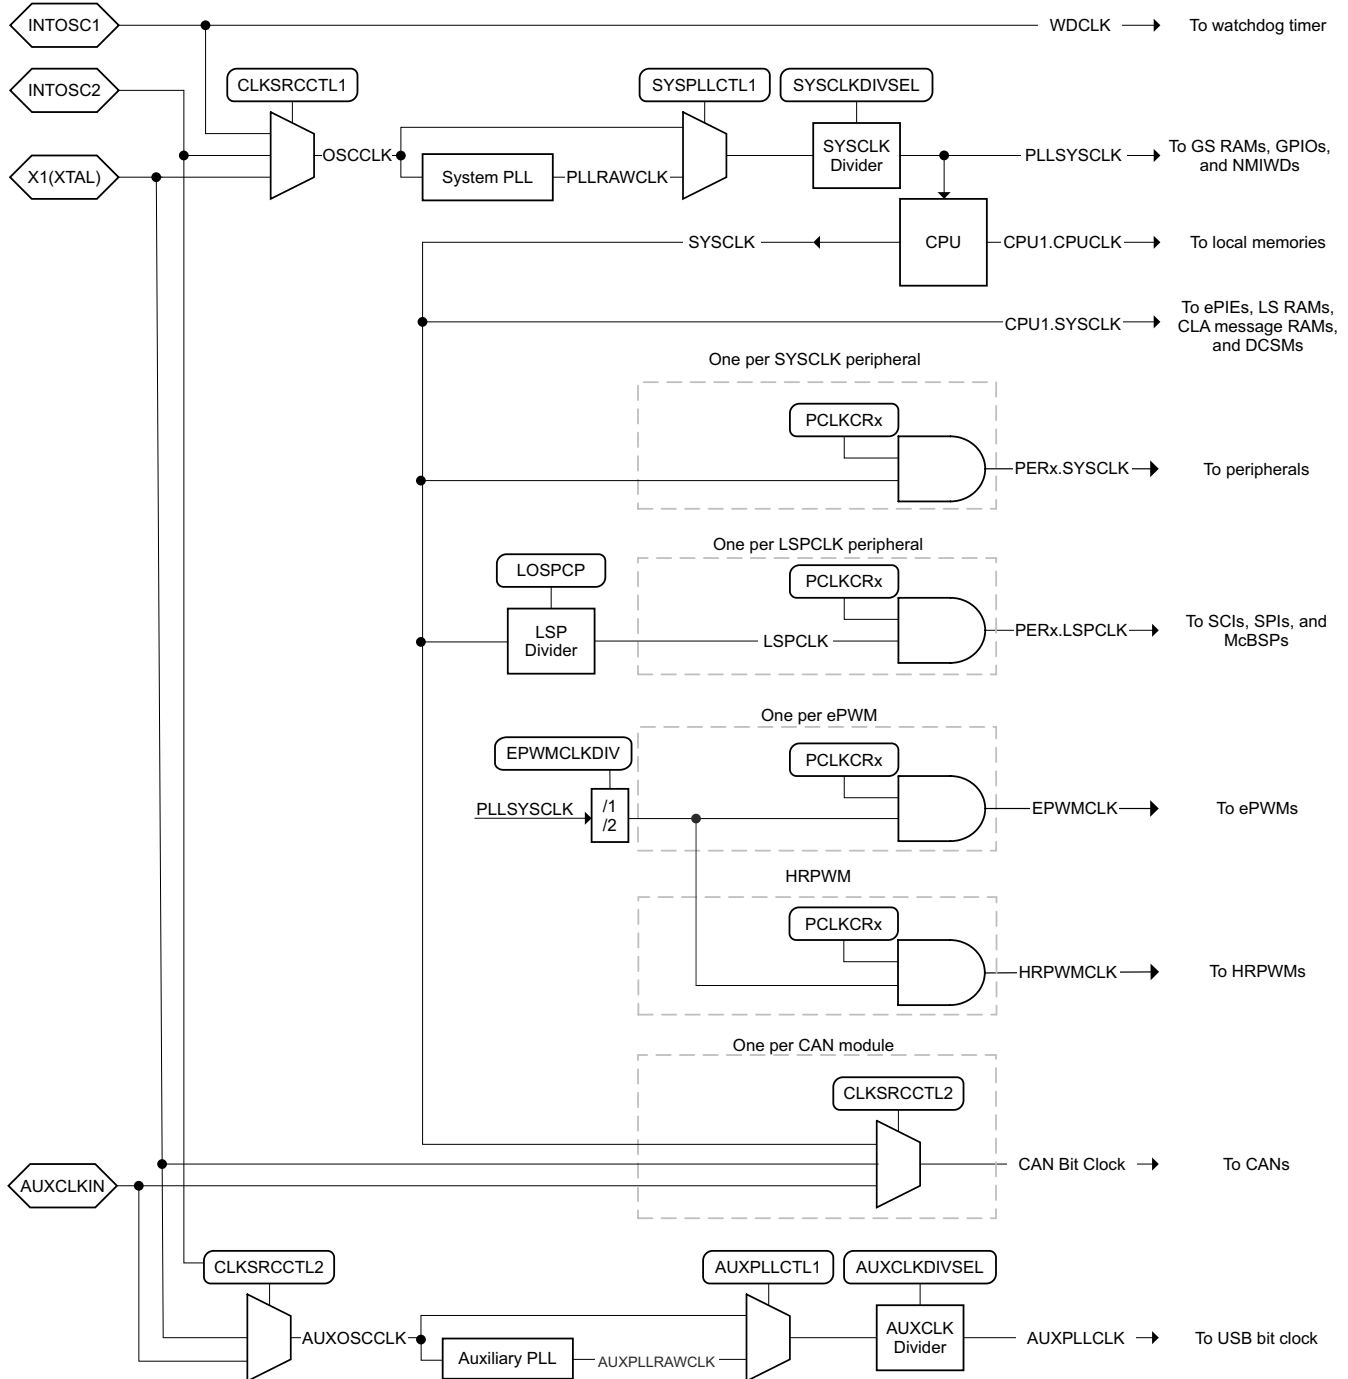 INTOSC1
WDCLK
To watchdog timer
INTOSC2
CLKSRCCTL1
SYSPLLCTL1
SYSCLKDIVSEL
X1(XTAL)
OSCCLK
System PLL
PLLRAWCLK
SYSCLK
Divider
PLLSYSCLK
To GS RAMs, GPIOs,
and NMIWDs
SYSCLK
CPU
CPU1.CPUCLK
To local memories
CPU1.SYSCLK
To ePIEs, LS RAMs,
CLA message RAMs,
and DCSMs
One per SYSCLK peripheral
PCLKCRx
PERx.SYSCLK
To peripherals
One per LSPCLK peripheral
LOSPCP
PCLKCRx
LSP
Divider
LSPCLK
PERx.LSPCLK
To SCIs, SPIs, and
McBSPs
One per ePWM
EPWMCLKDIV
PCLKCRx
PLLSYSCLK
/1
/2
EPWMCLK
To ePWMs
HRPWM
PCLKCRx
HRPWMCLK
To HRPWMs
One per CAN module
CLKSRCCTL2
CAN Bit Clock
To CANs
AUXCLKIN
CLKSRCCTL2
AUXPLLCTL1
AUXCLKDIVSEL
AUXOSCCLK
Auxiliary PLL
AUXPLLRAWCLK
AUXCLK
Divider
AUXPLLCLK
To USB bit clock